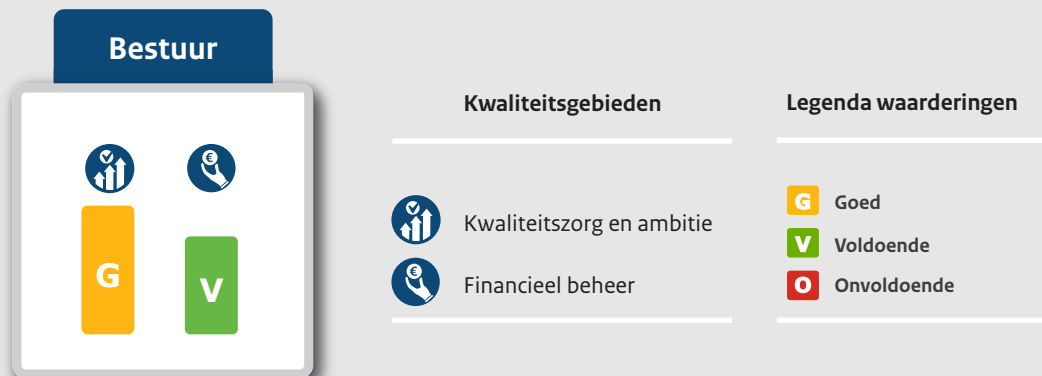 Bestuur
G
V
Kwaliteitsgebieden
Kwaliteitszorg en ambitie
Financieel beheer
Legenda waarderingen
G Goed
V Voldoende
O Onvoldoende